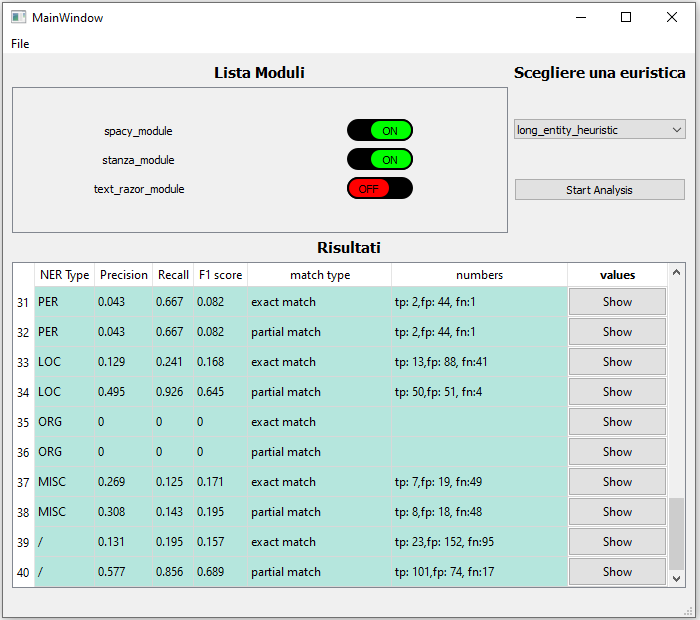 MainWindow
File
Lista Moduli
Scegliere una euristica
spacy_module ON
long_entity_heuristic
stanza_module ON
text_razor_module OFF
Start Analysis
Risultati
NER Type Precision Recall F1 score match type numbers values
31 PER 0.043 0.667 0.082 exact match tp: 2,fp: 44, fn:1 Show
32 PER 0.043 0.667 0.082 partial match tp: 2,fp: 44, fn:1 Show
33 LOC 0.129 0.241 0.168 exact match tp: 13,fp: 88, fn:41 Show
34 LOC 0.495 0.926 0.645 partial match tp: 50,fp: 51, fn:4 Show
35 ORG 0 0 0 exact match Show
36 ORG 0 0 0 partial match Show
37 MISC 0.269 0.125 0.171 exact match tp: 7,fp: 19, fn:49 Show
38 MISC 0.308 0.143 0.195 partial match tp: 8,fp: 18, fn:48 Show
39 / 0.131 0.195 0.157 exact match tp: 23,fp: 152, fn:95 Show
40 / 0.577 0.856 0.689 partial match tp: 101,fp: 74, fn:17 Show